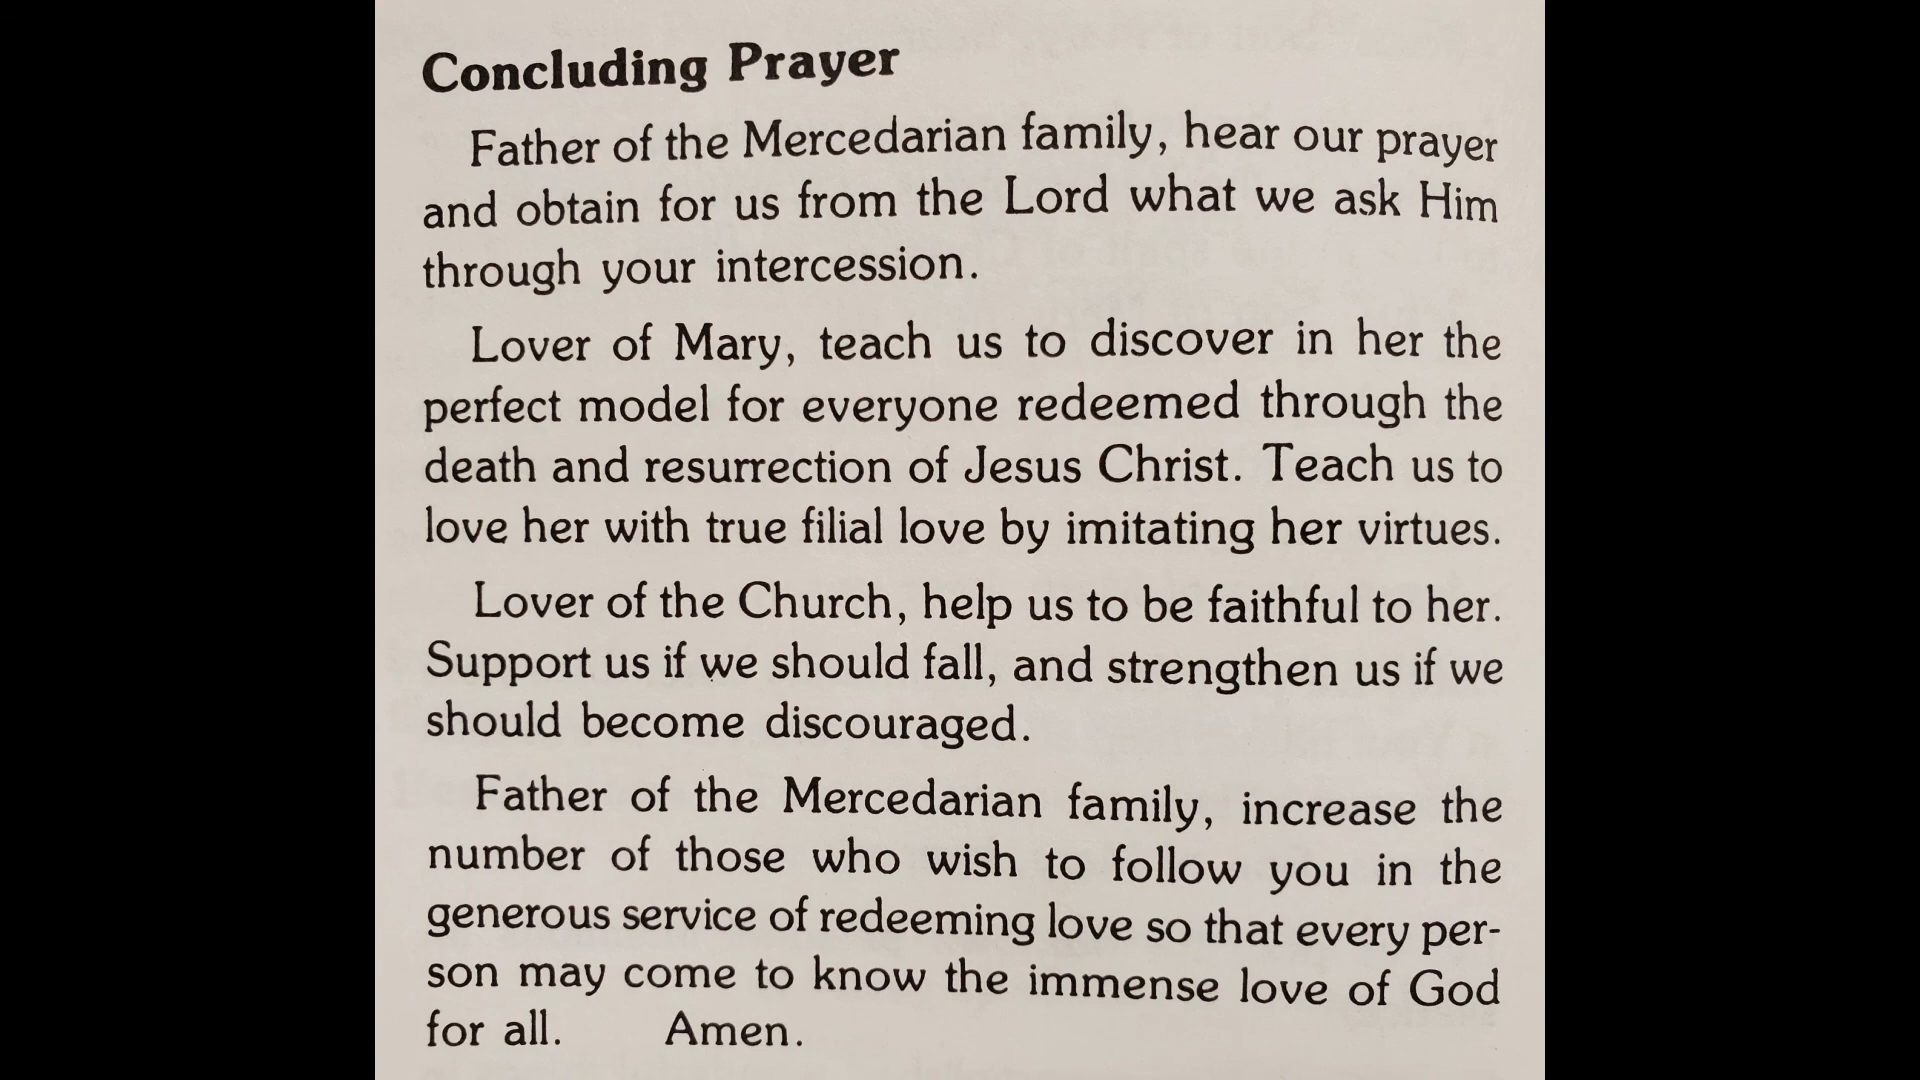 Concluding Prayer
Father of the Mercedarian family, hear our prayer
and obtain for us from the Lord what we ask Him
through your intercession.
Lover of Mary, teach us to discover in her the
perfect model for everyone redeemed through the
death and resurrection of Jesus Christ. Teach us to
love her with true filial love by imitating her virtues.
Lover of the Church, help us to be faithful to her.
Support us if we should fall, and strengthen us if we
should become discouraged.
Father of the Mercedarian family, increase the
number of those who wish to follow you in the
generous service of redeeming love so that every per-
son may come to know the immense love of God
for all. Amen.